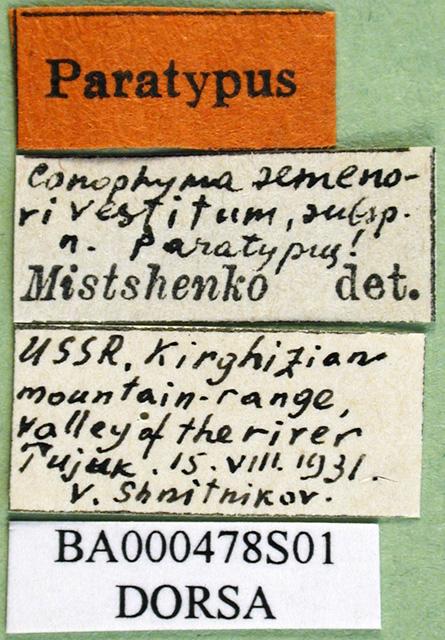 Paratypus
Conophyma semeno-
vi vestitum, subsp.
n. Paratypus!
Mistshenko det.
USSR, Kirghizian
mountain-range,
valley of the river
Tujuk. 15. VIII. 1931.
V. Shnitnikov.
BA000478S01
DORSA